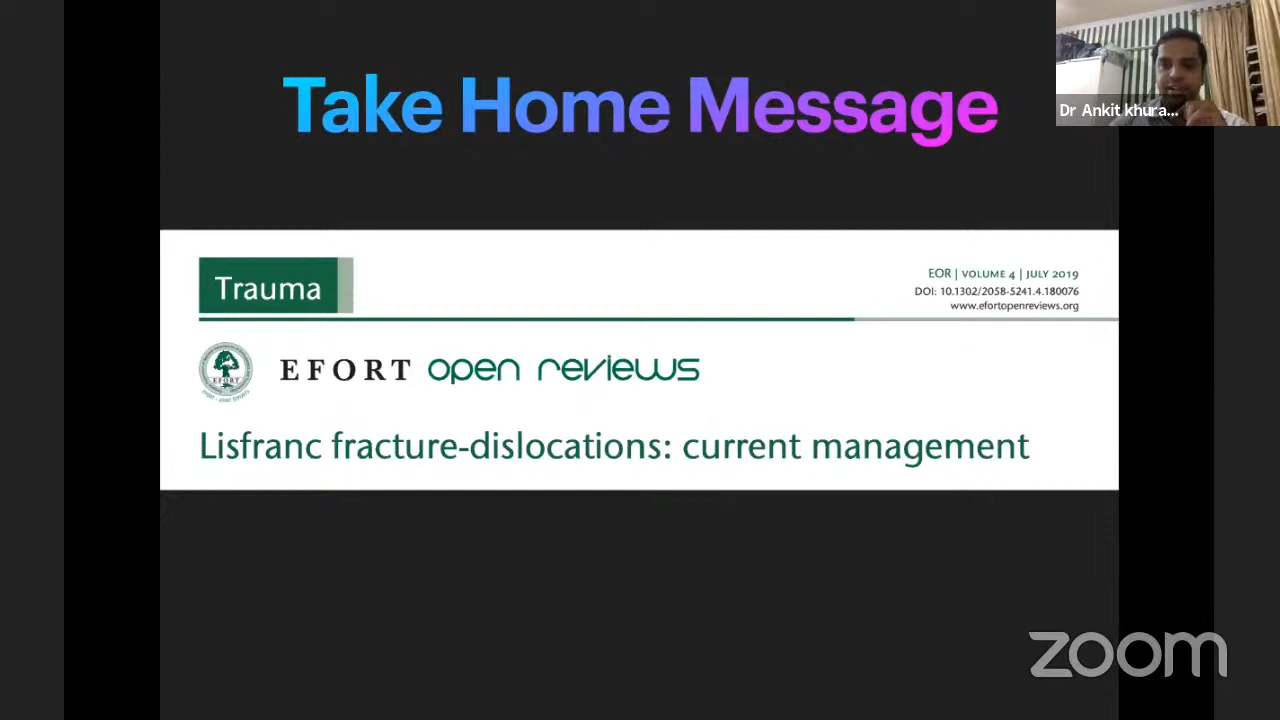 Take Home Message
Dr Ankit khura...
Trauma
EOR | VOLUME 4 | JULY 2019
DOI: 10.1302/2058-5241.4.180076
www.efortopenreviews.org
EFORT
EFORT open reviews
Lisfranc fracture-dislocations: current management
zoom